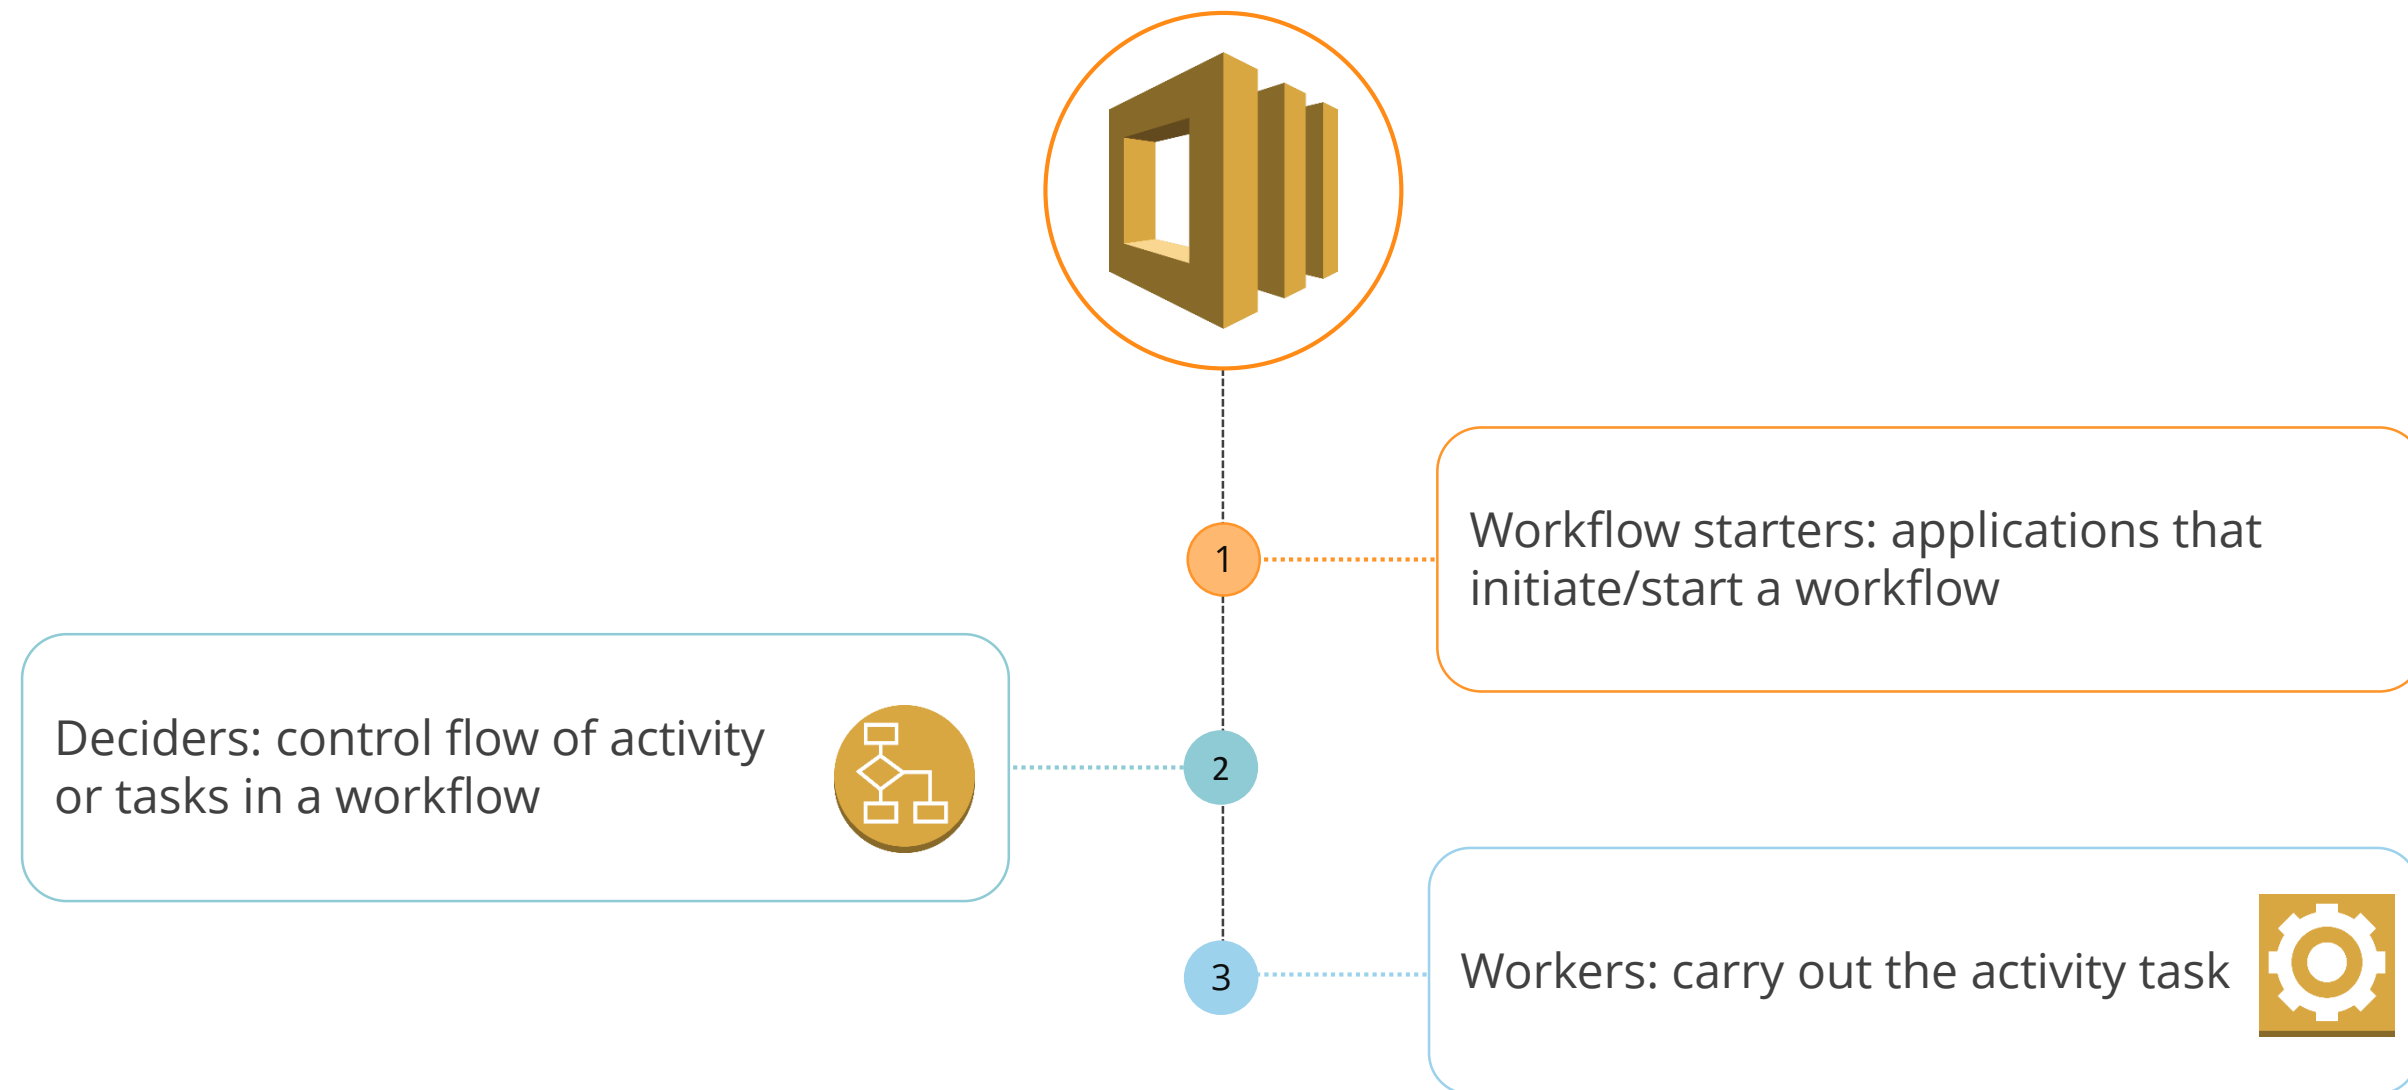 1
Workflow starters: applications that
initiate/start a workflow
Deciders: control flow of activity
or tasks in a workflow
2
3
Workers: carry out the activity task